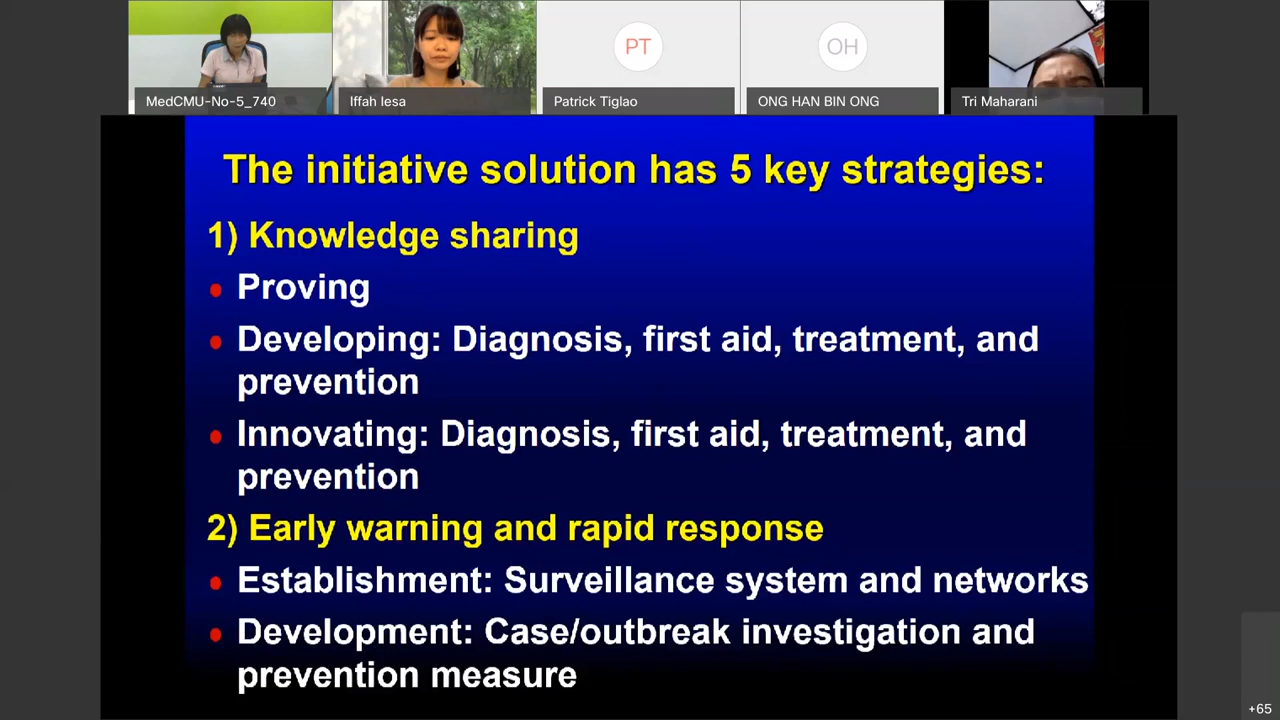 MedCMU-No-5_740
Iffah Iesa
PT
Patrick Tiglao
OH
ONG HAN BIN ONG
Tri Maharani
The initiative solution has 5 key strategies:
1) Knowledge sharing
• Proving
• Developing: Diagnosis, first aid, treatment, and
prevention
• Innovating: Diagnosis, first aid, treatment, and
prevention
2) Early warning and rapid response
• Establishment: Surveillance system and networks
• Development: Case/outbreak investigation and
prevention measure
+65